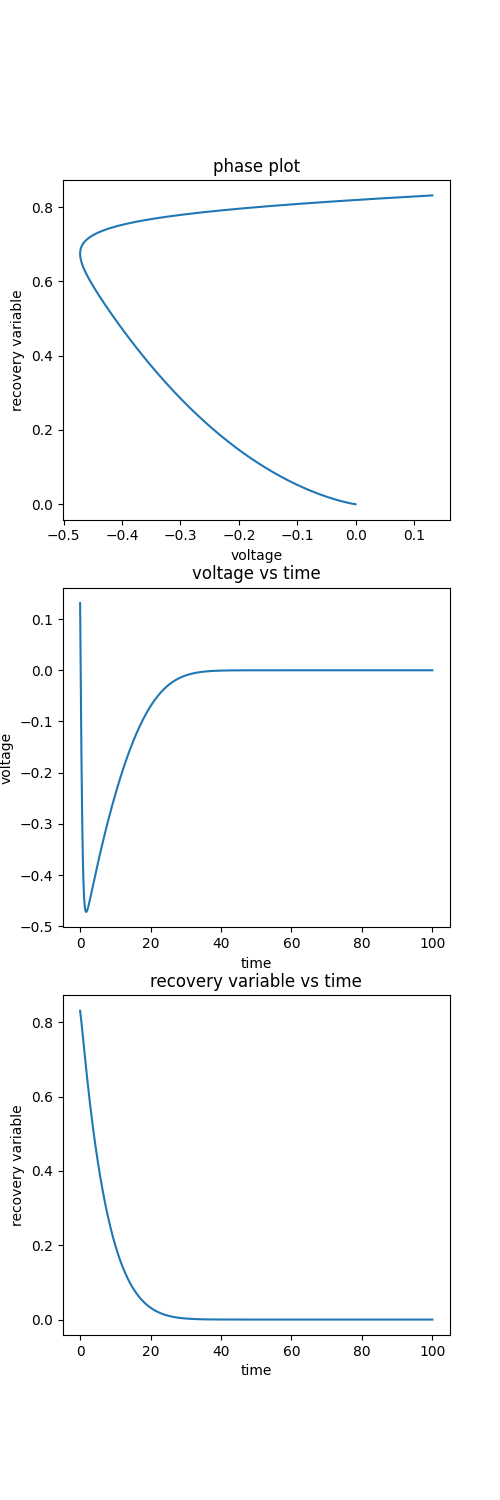 phase plot
0.8
0.6
0.4
0.2
0.0
recovery variable
−0.5 −0.4 −0.3 −0.2 −0.1 0.0 0.1
voltage
voltage vs time
0.1
0.0
−0.1
−0.2
−0.3
−0.4
−0.5
voltage
0 20 40 60 80 100
time
recovery variable vs time
0.8
0.6
0.4
0.2
0.0
recovery variable
0 20 40 60 80 100
time